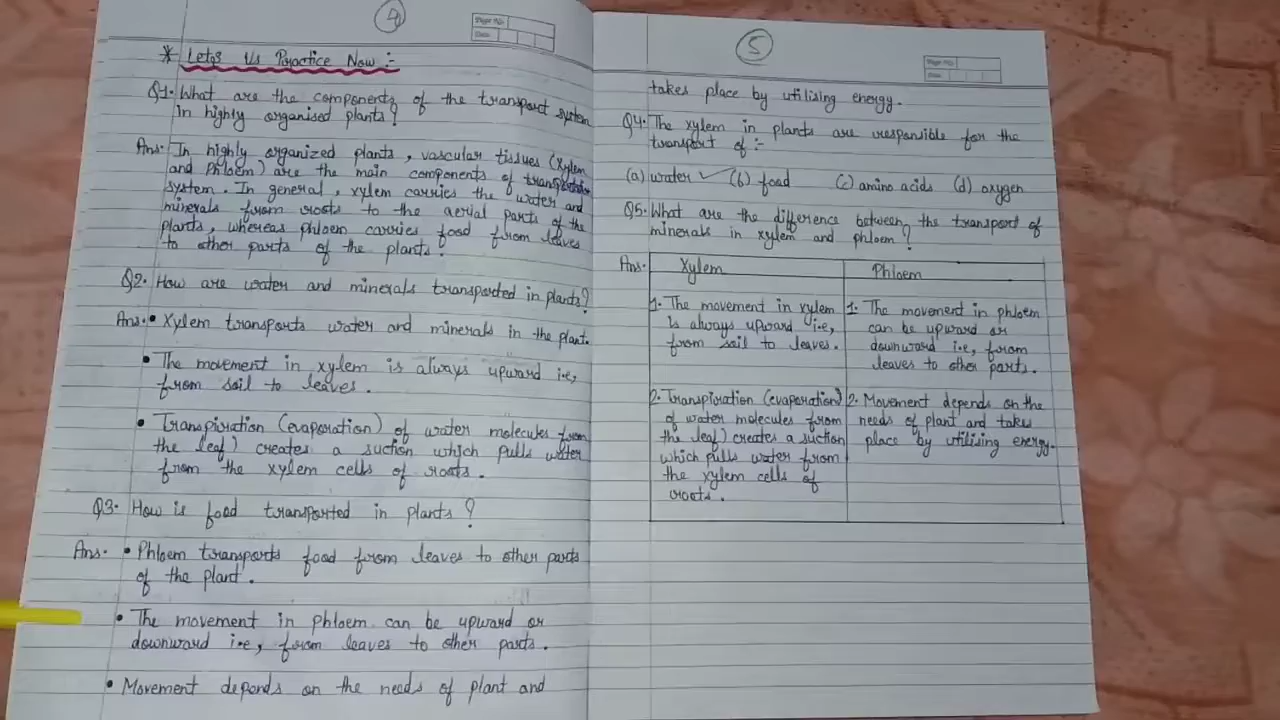 4
Page No.
Date
* Let's Us Practice Now :-
Q1. What are the components of the transport system
In highly organised plants?
Ans. In highly organized plants, vascular tissues (Xylem
and Phloem) are the main components of
system. In general, xylem carries the water and
minerals from roots to the aerial parts of the
plants, whereas phloem carries food from leaves
to other parts of the plants.
Q2. How are water and minerals transported in plants?
Ans. • Xylem transports water and minerals in the plant.
• The movement in xylem is always upward i.e,
from soil to leaves.
• Transpiration (evaporation) of water molecules from
the leaf) creates a suction which pulls water
from the xylem cells of roots.
Q3. How is food transported in plants?
Ans. • Phloem transports food from leaves to other parts
of the plant.
• The movement in phloem can be upward or
downward i.e, from leaves to other parts.
• Movement depends on the needs of plant and
5
Page No.
Date
takes place by utilising energy.
Q4. The xylem in plants are responsible for the
transport of :-
(a) water ✓ (b) food (c) amino acids (d) oxygen
Q5. What are the difference between the transport of
minerals in xylem and phloem?
Ans. Xylem
1. The movement in xylem
is always upward i.e,
from soil to leaves.
2. Transpiration (evaporation)
of water molecules from
the leaf) creates a suction
which pulls water from
the xylem cells of
roots.
Phloem
1. The movement in phloem
can be upward or
downward i.e, from
leaves to other parts.
2. Movement depends on the
needs of plant and takes
place by utilising energy.